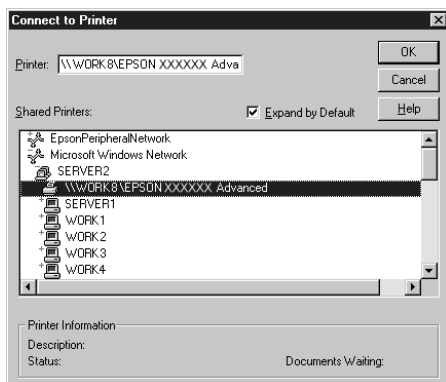 Connect to Printer
Printer: \\WORK8\EPSON XXXXXX Adva
OK
Cancel
Help
Shared Printers:
Expand by Default
EpsonPeripheralNetwork
Microsoft Windows Network
SERVER2
\\WORK8\EPSON XXXXXX Advanced
SERVER1
WORK1
WORK2
WORK3
WORK4
Printer Information
Description:
Status: Documents Waiting: